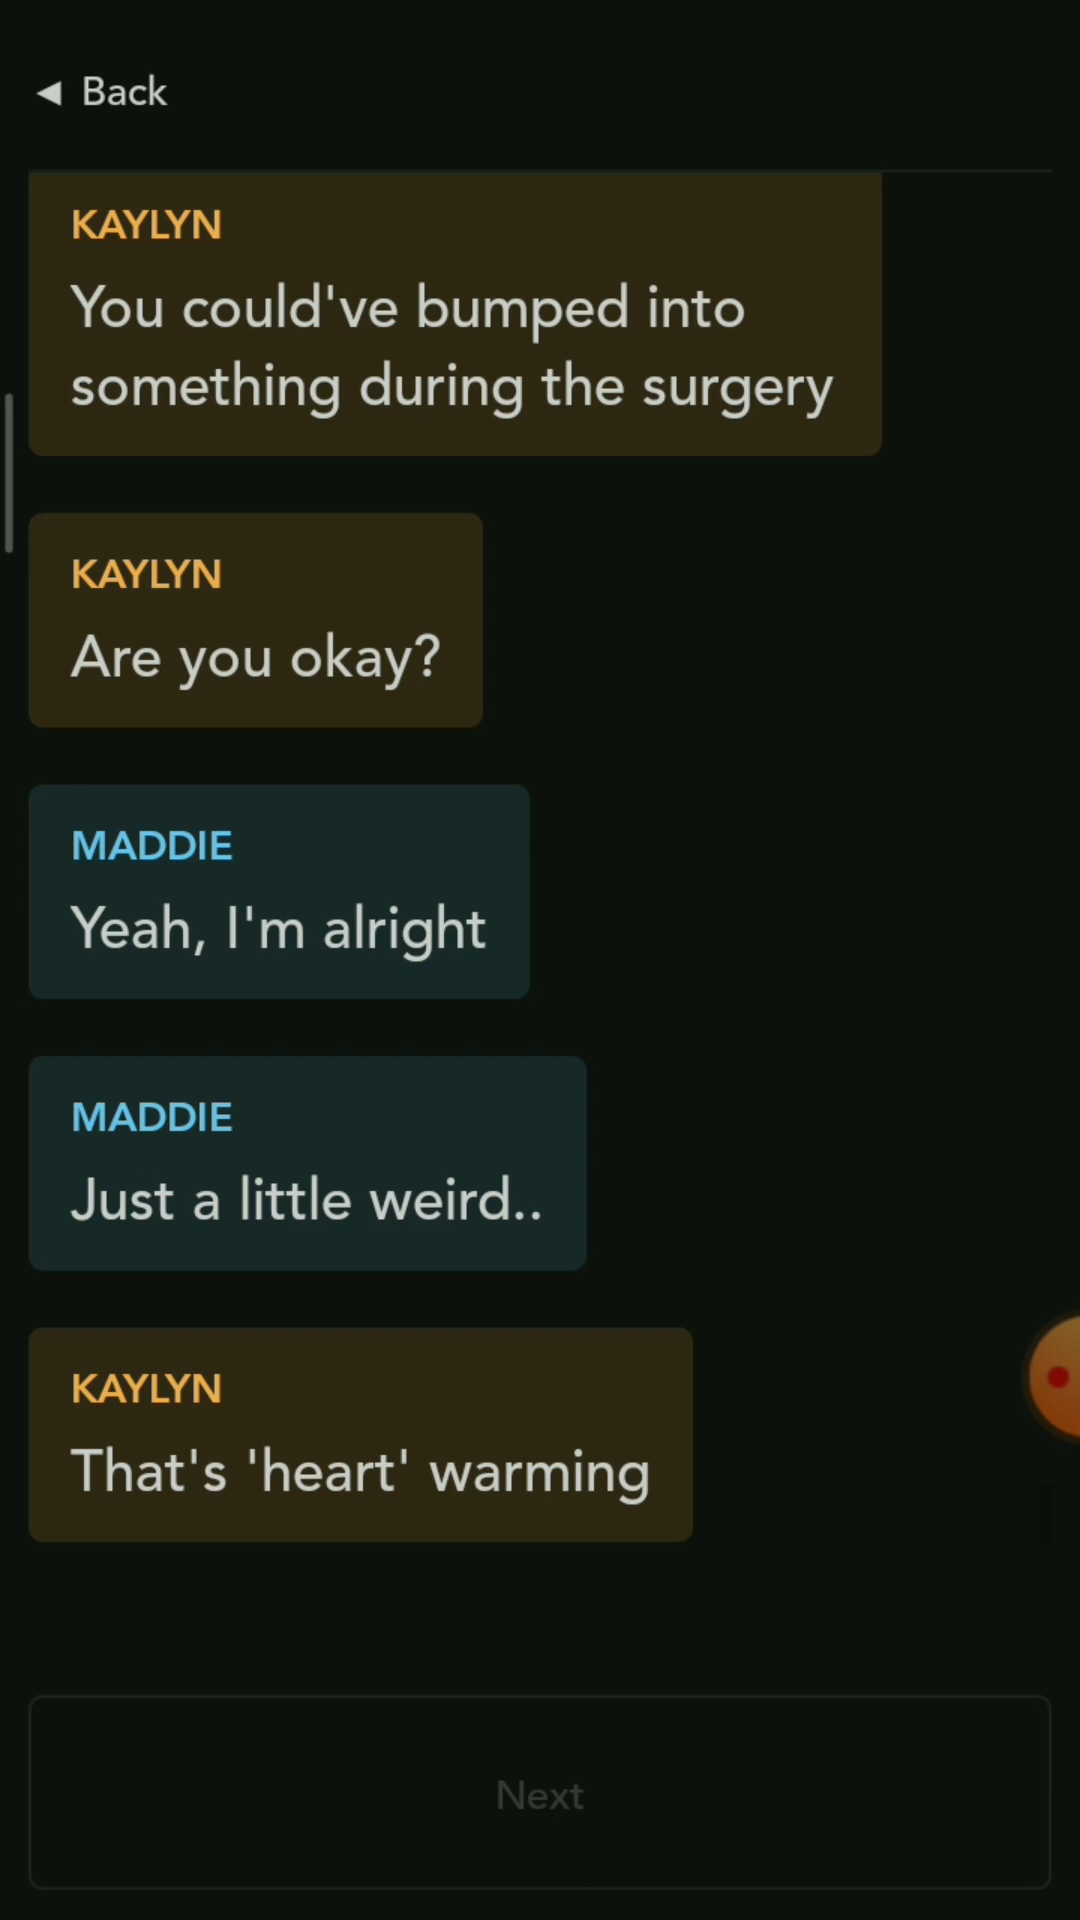 ◀ Back
KAYLYN
You could've bumped into
something during the surgery
KAYLYN
Are you okay?
MADDIE
Yeah, I'm alright
MADDIE
Just a little weird..
KAYLYN
That's 'heart' warming
Next